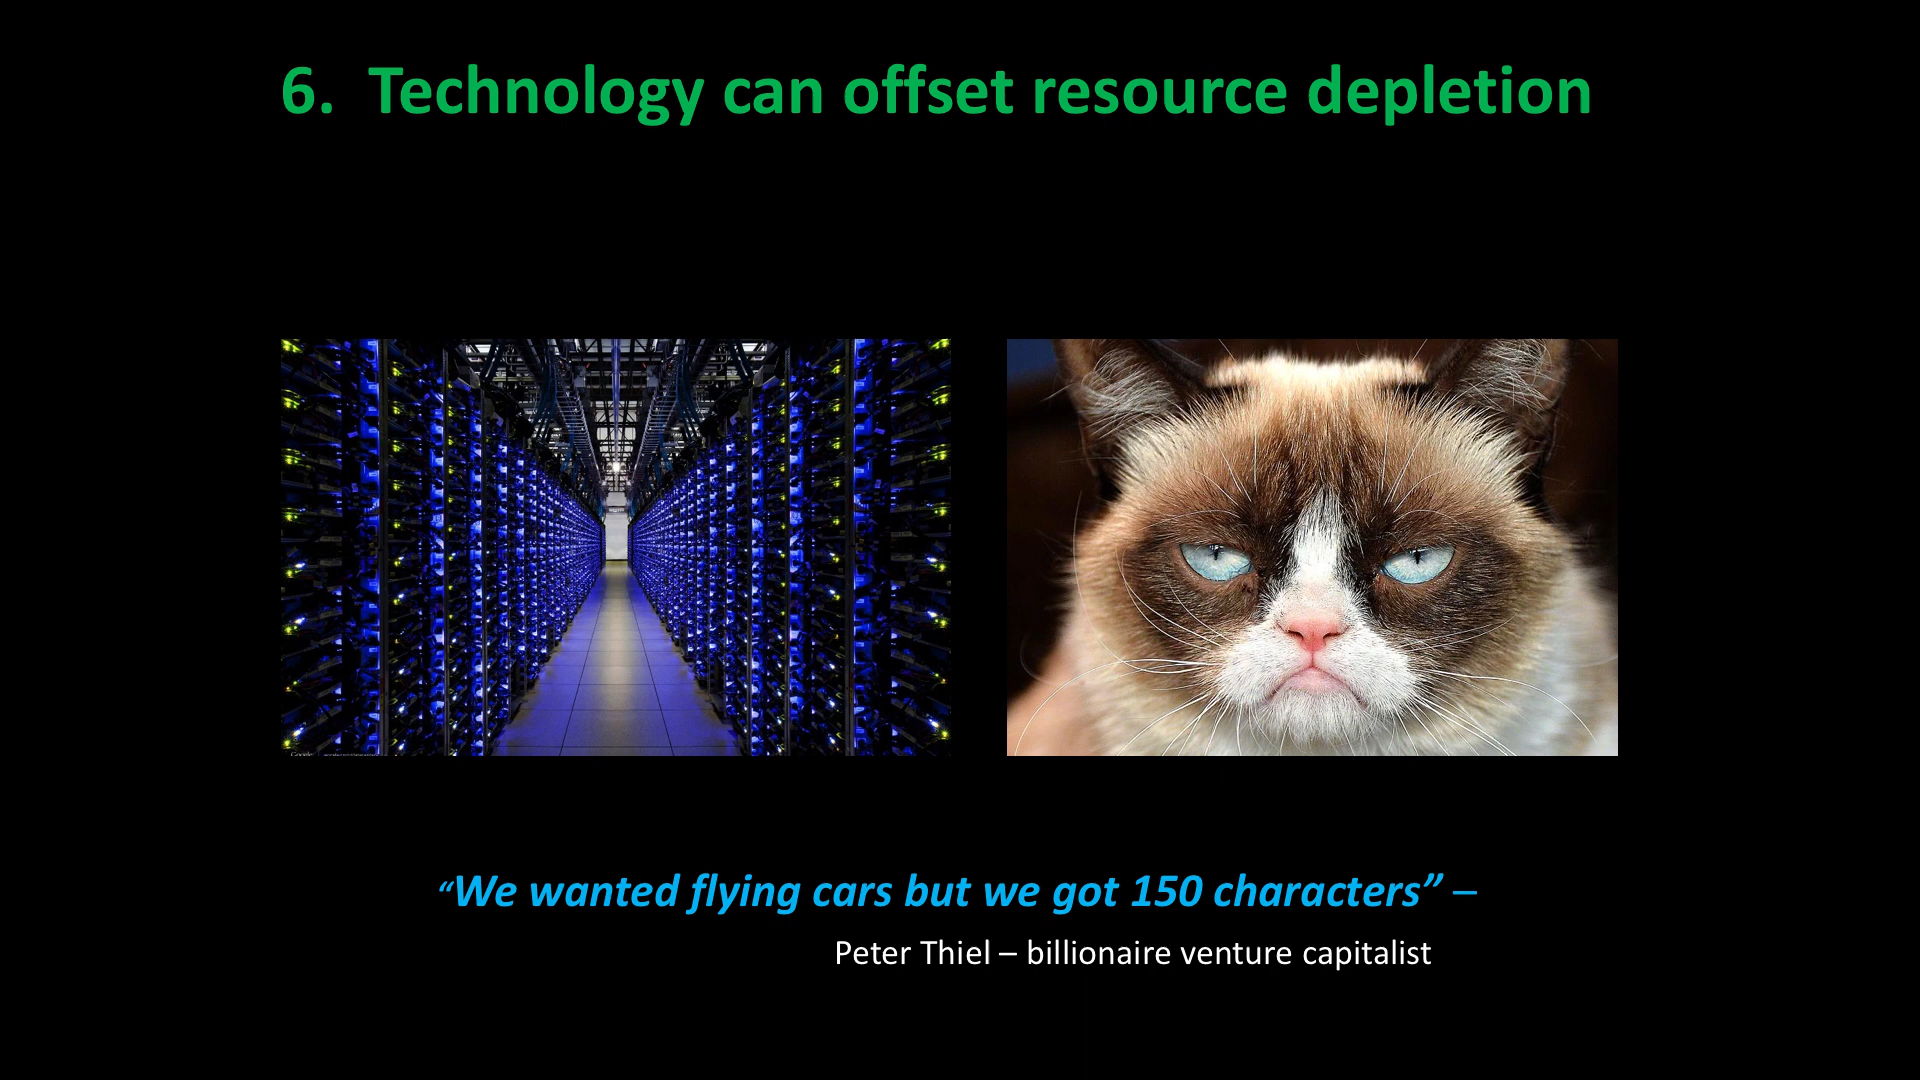 6. Technology can offset resource depletion
“We wanted flying cars but we got 150 characters” –
Peter Thiel – billionaire venture capitalist
Google